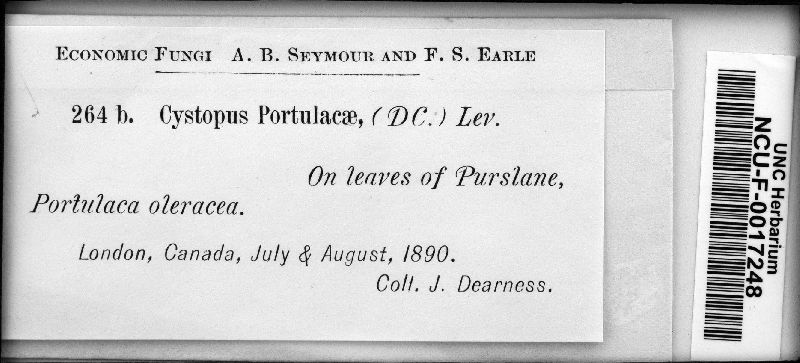 Economic Fungi A. B. Seymour and F. S. Earle
264 b. Cystopus Portulacæ, (DC.) Lev.
On leaves of Purslane,
Portulaca oleracea.
London, Canada, July & August, 1890.
Coll. J. Dearness.
UNC Herbarium
NCU-F-0017248